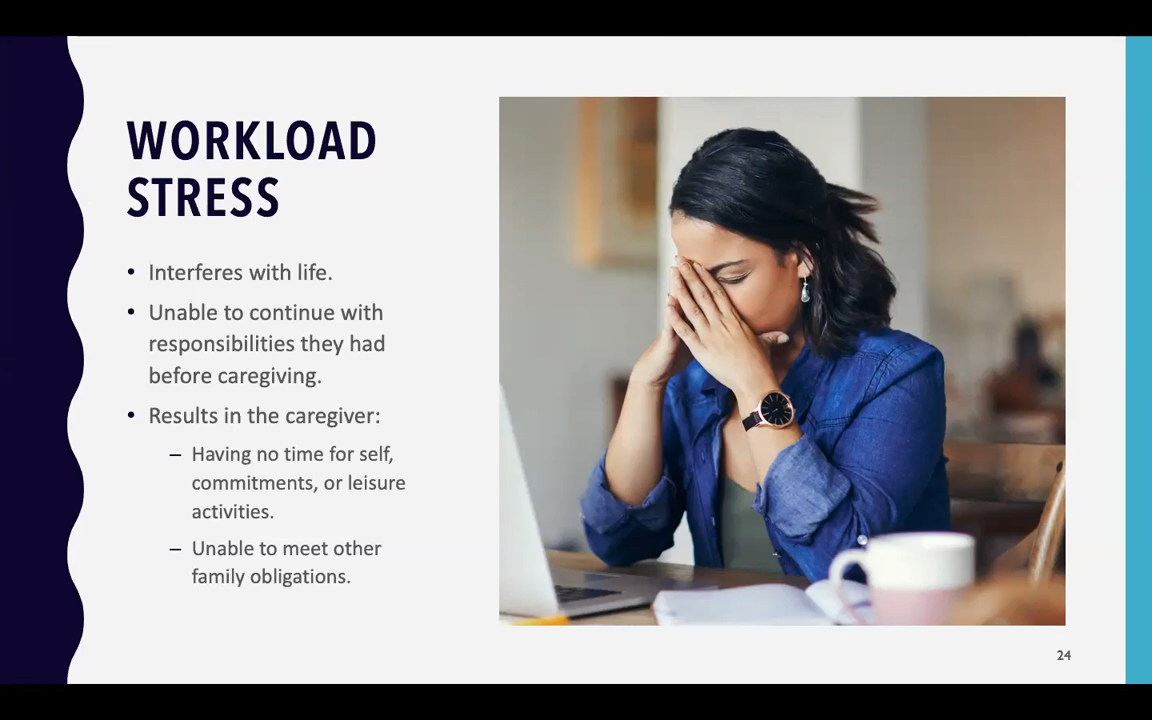 WORKLOAD
STRESS
• Interferes with life.
• Unable to continue with
responsibilities they had
before caregiving.
• Results in the caregiver:
– Having no time for self,
commitments, or leisure
activities.
– Unable to meet other
family obligations.
24